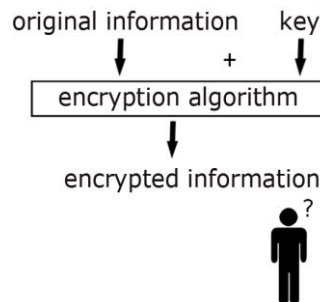 original information key
+
encryption algorithm
encrypted information
?